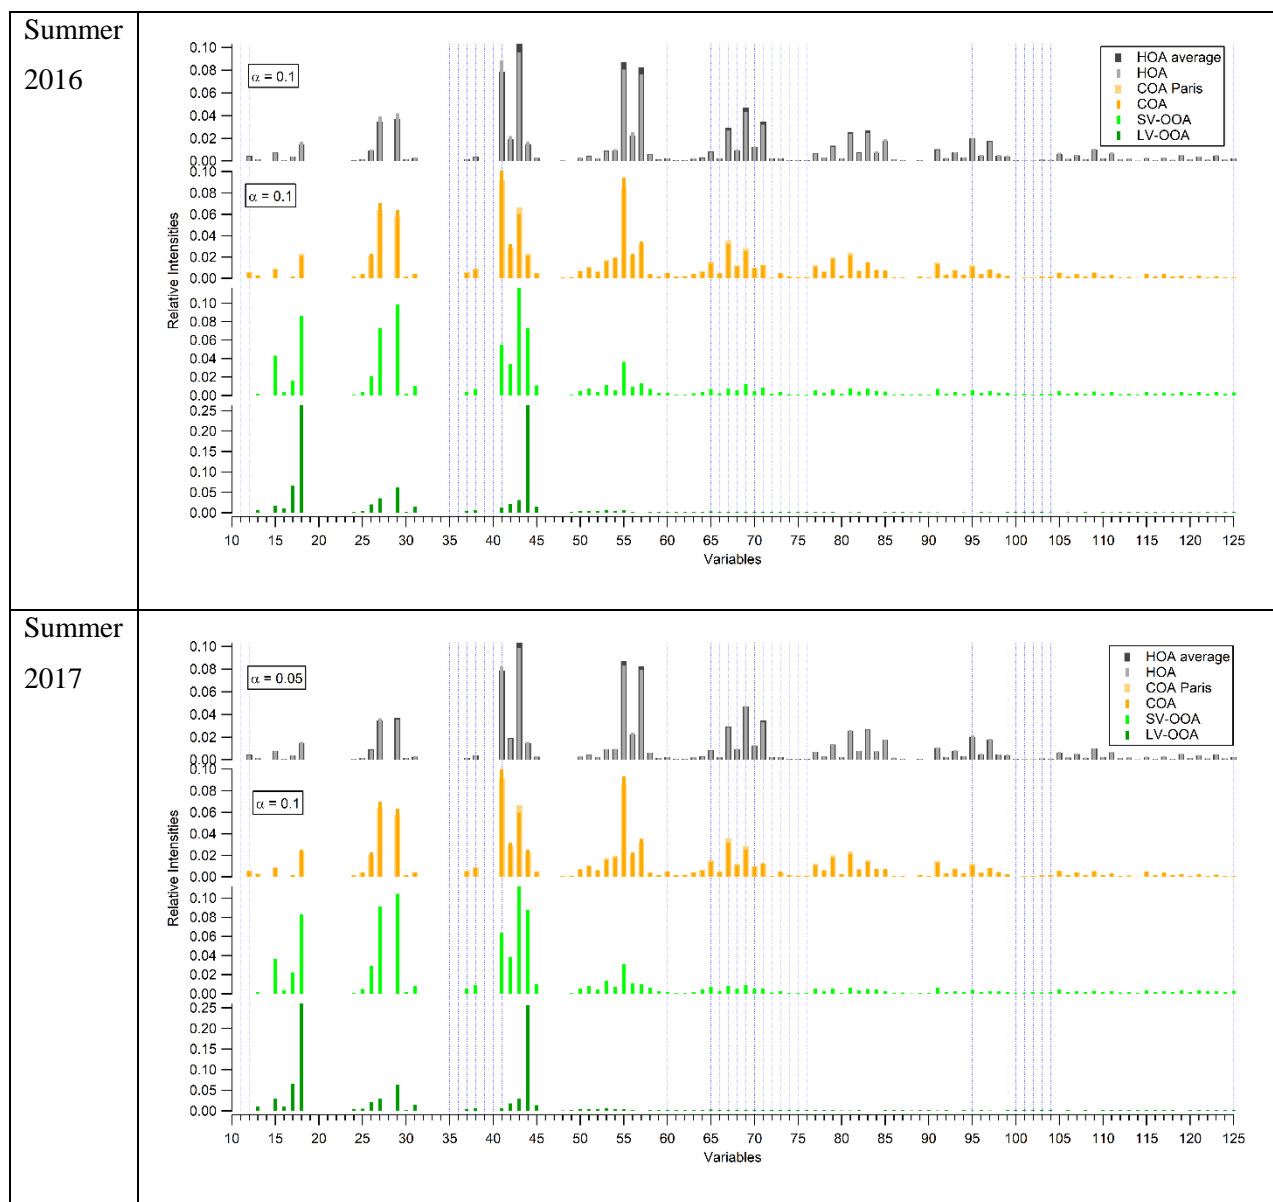 Summer
2016
0.10
0.08
0.06
0.04
0.02
0.00
α = 0.1
HOA average
HOA
COA Paris
COA
SV-OOA
LV-OOA
0.10
0.08
0.06
0.04
0.02
0.00
α = 0.1
Relative Intensities
0.10
0.08
0.06
0.04
0.02
0.00
0.25
0.20
0.15
0.10
0.05
0.00
10 15 20 25 30 35 40 45 50 55 60 65 70 75 80 85 90 95 100 105 110 115 120 125
Variables
Summer
2017
0.10
0.08
0.06
0.04
0.02
0.00
α = 0.05
HOA average
HOA
COA Paris
COA
SV-OOA
LV-OOA
0.10
0.08
0.06
0.04
0.02
0.00
α = 0.1
Relative Intensities
0.10
0.08
0.06
0.04
0.02
0.00
0.25
0.20
0.15
0.10
0.05
0.00
10 15 20 25 30 35 40 45 50 55 60 65 70 75 80 85 90 95 100 105 110 115 120 125
Variables